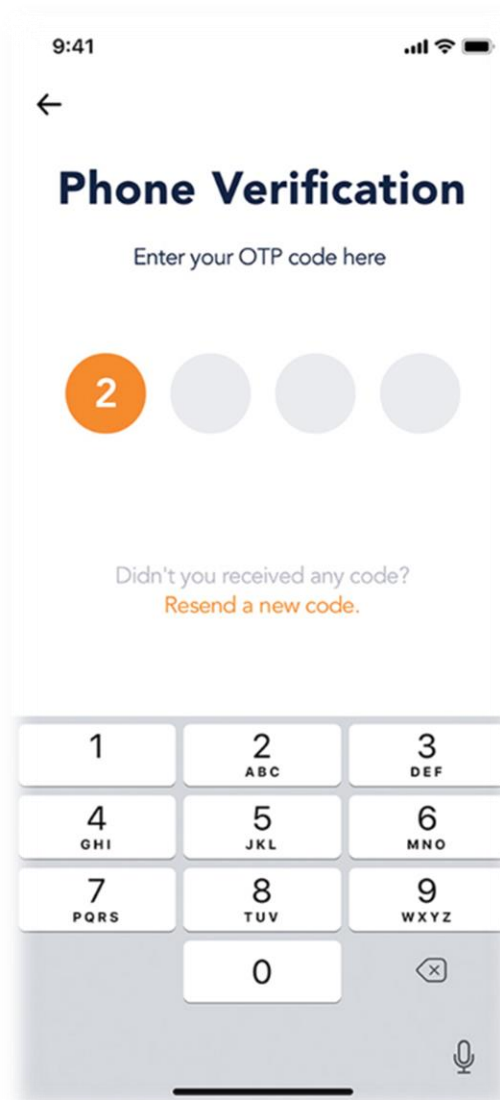 9:41
Phone Verification
Enter your OTP code here
2
Didn't you received any code?
Resend a new code.
1 2 3
ABC DEF
4 5 6
GHI JKL MNO
7 8 9
PQRS TUV WXYZ
0